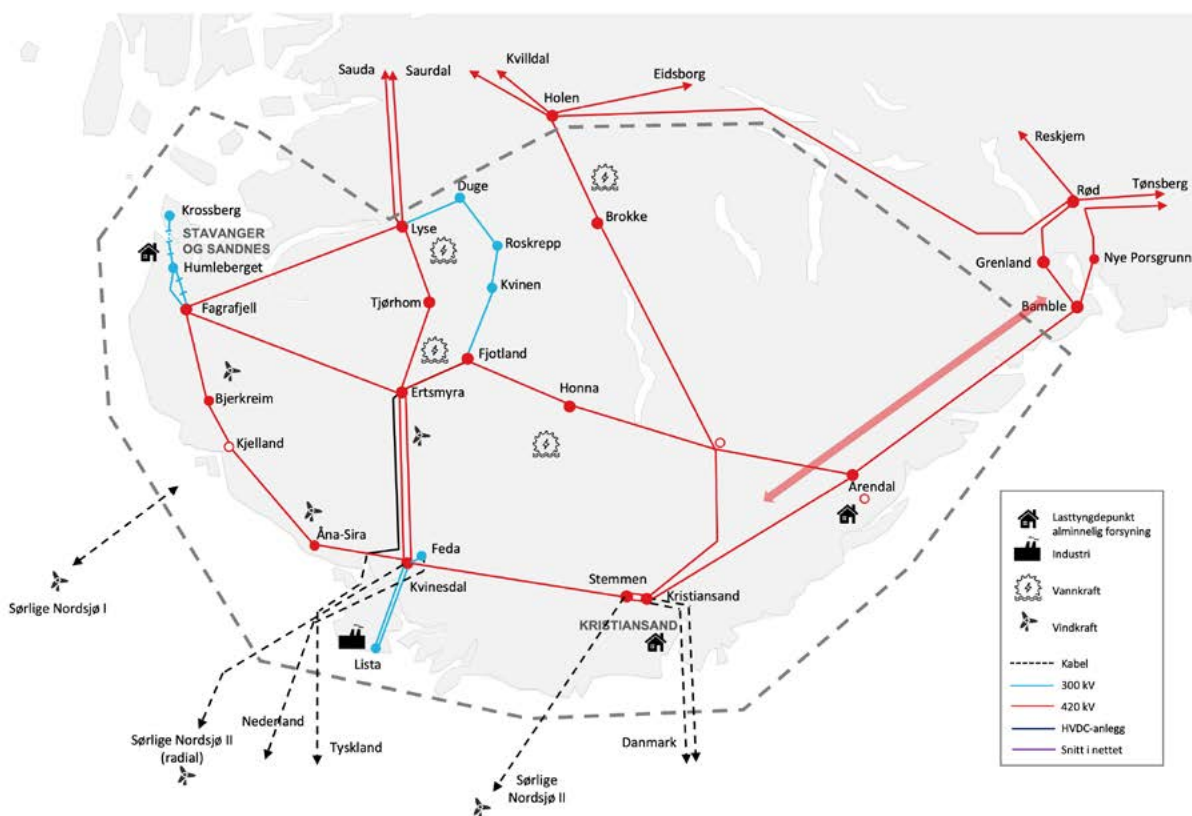 Sauda
Saurdal
Kvilldal
Eidsborg
Holen
Reskjem
Rød
Tønsberg
Duge
Krossberg
STAVANGER
OG SANDNES
Lyse
Brokke
Roskrepp
Humleberget
Grenland
Nye Porsgrunn
Kvinen
Tjørhom
Fagrafjell
Bamble
Fjotland
Ertsmyra
Honna
Bjerkreim
Kjelland
Arendal
Åna-Sira
Feda
Kvinesdal
Stemmen
Kristiansand
KRISTIANSAND
Sørlige Nordsjø I
Lista
Nederland
Sørlige Nordsjø II
(radial)
Tyskland
Danmark
Sørlige
Nordsjø II
Lasttyngdepunkt
alminnelig forsyning
Industri
Vannkraft
Vindkraft
Kabel
300 kV
420 kV
HVDC-anlegg
Snitt i nettet